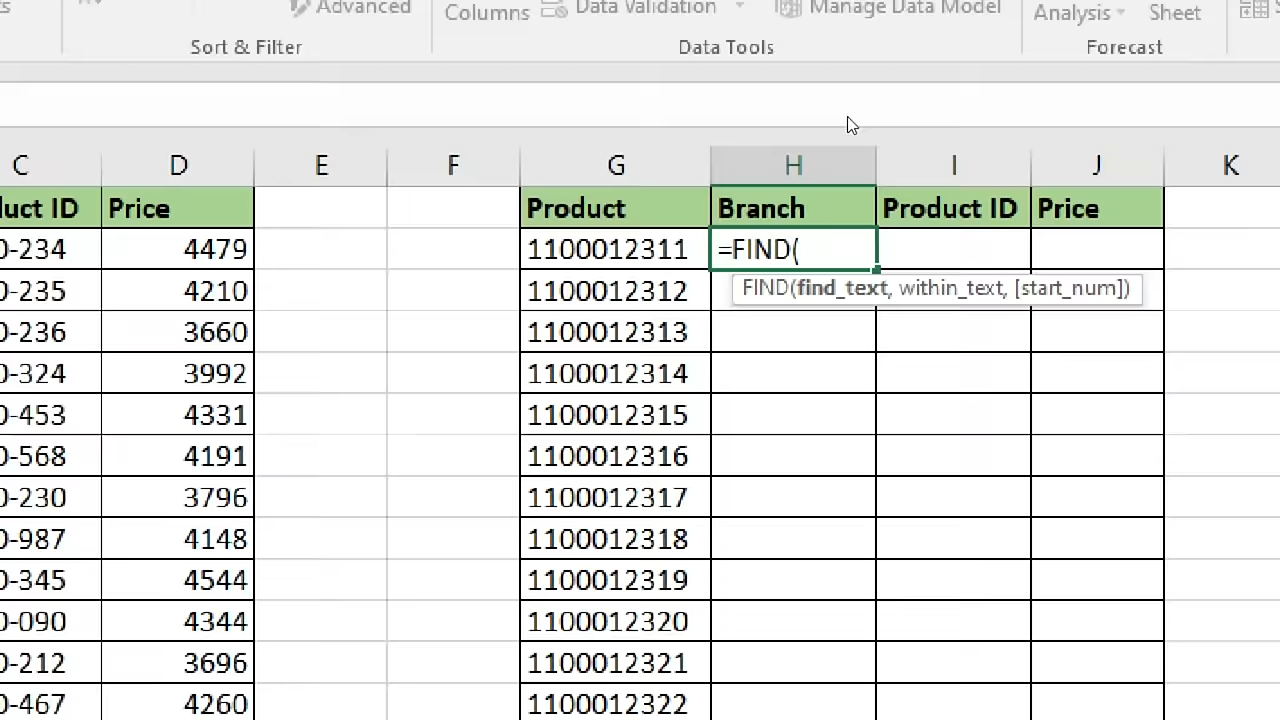 Advanced
Columns Data Validation Manage Data Model Analysis Sheet
Sort & Filter Data Tools Forecast
C D E F G H I J K
uct ID Price Product Branch Product ID Price
0-234 4479 1100012311 =FIND(
0-235 4210 1100012312 FIND(find_text, within_text, [start_num])
0-236 3660 1100012313
0-324 3992 1100012314
0-453 4331 1100012315
0-568 4191 1100012316
0-230 3796 1100012317
0-987 4148 1100012318
0-345 4544 1100012319
0-090 4344 1100012320
0-212 3696 1100012321
0-467 4260 1100012322